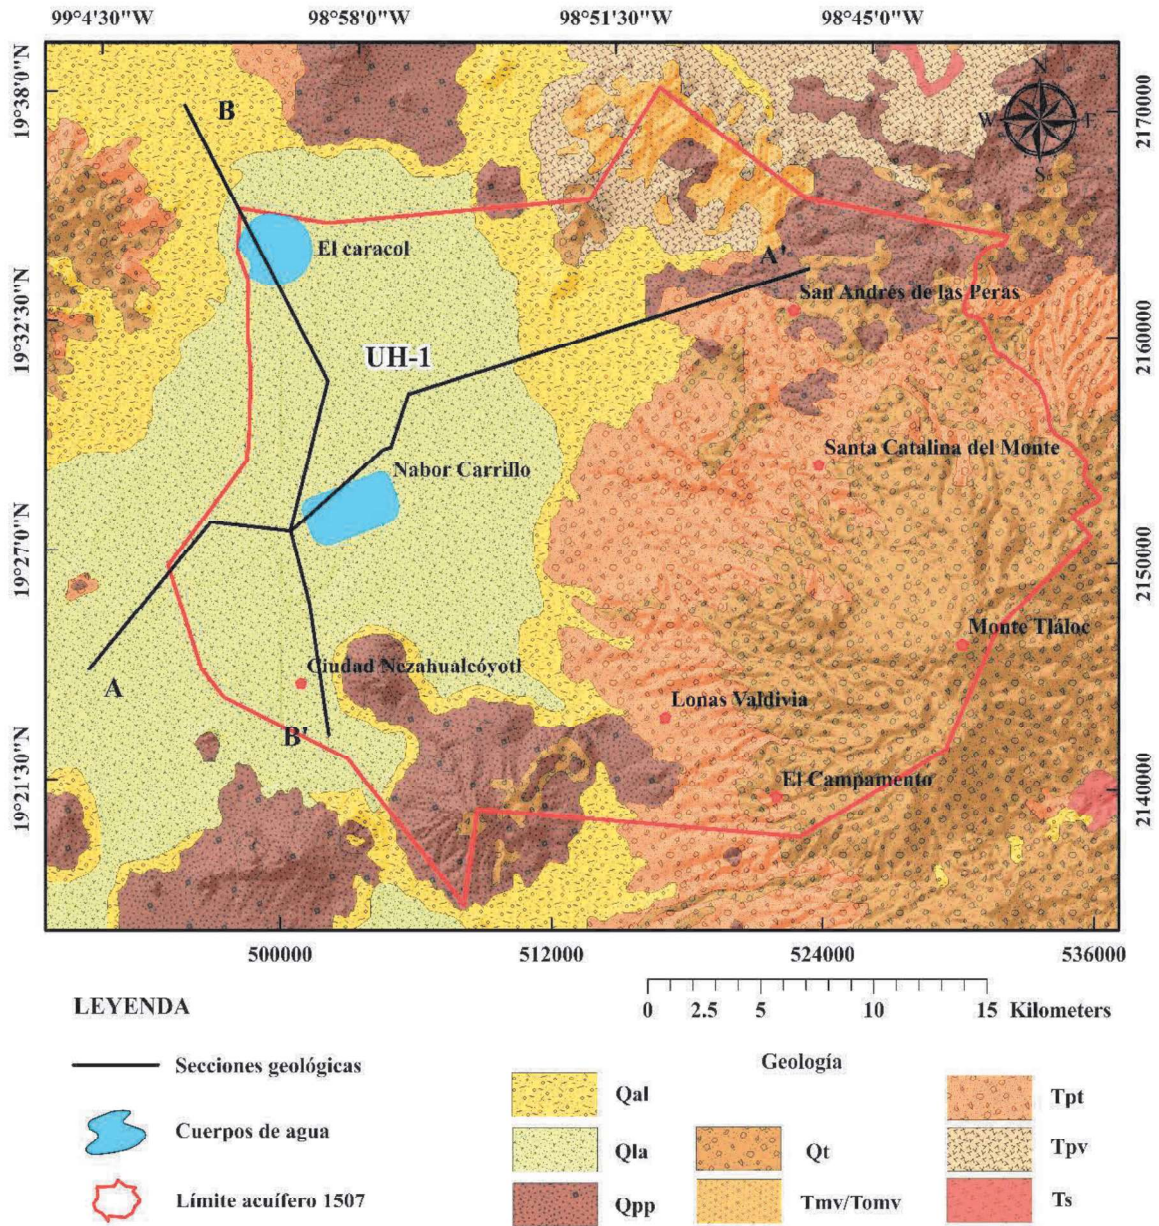 99°4'30"W 98°58'0"W 98°51'30"W 98°45'0"W
19°38'0"N
19°32'30"N
19°27'0"N
19°21'30"N
2170000
2160000
2150000
2140000
N
W E
S
B
El caracol
A'
San Andrés de las Peras
UH-1
Santa Catalina del Monte
Nabor Carrillo
Monte Tláloc
Ciudad Nezahualcóyotl
A
Lonas Valdivia
B'
El Campamento
500000 512000 524000 536000
LEYENDA
0 2.5 5 10 15 Kilometers
Secciones geológicas
Cuerpos de agua
Límite acuífero 1507
Geología
Qal
Qla
Qpp
Qt
Tmv/Tomv
Tpt
Tpv
Ts